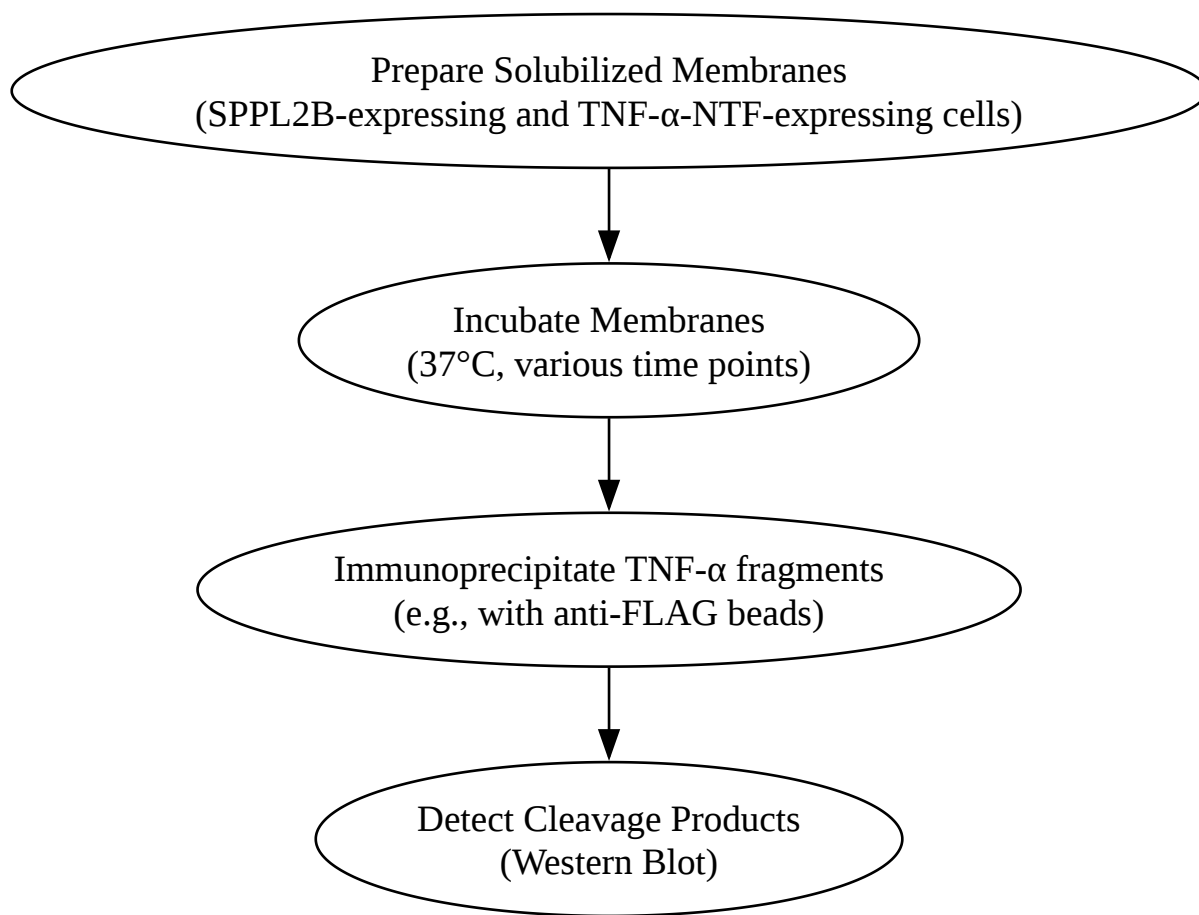 Prepare Solubilized Membranes
(SPPL2B-expressing and TNF-α-NTF-expressing cells)
Incubate Membranes
(37°C, various time points)
Immunoprecipitate TNF-α fragments
(e.g., with anti-FLAG beads)
Detect Cleavage Products
(Western Blot)